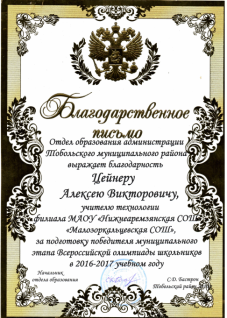 Благодарственное
письмо
Отдел образования администрации
Тобольского муниципального района
выражает благодарность
Цейнеру
Алексею Викторовичу,
учителю технологии
филиала МАОУ «Нижнеаремзянская СОШ»
«Малозоркальцевская СОШ»,
за подготовку победителя муниципального
этапа Всероссийской олимпиады школьников
в 2016-2017 учебном году
Начальник
отдела образования
С.Д. Быстров
Тобольский район